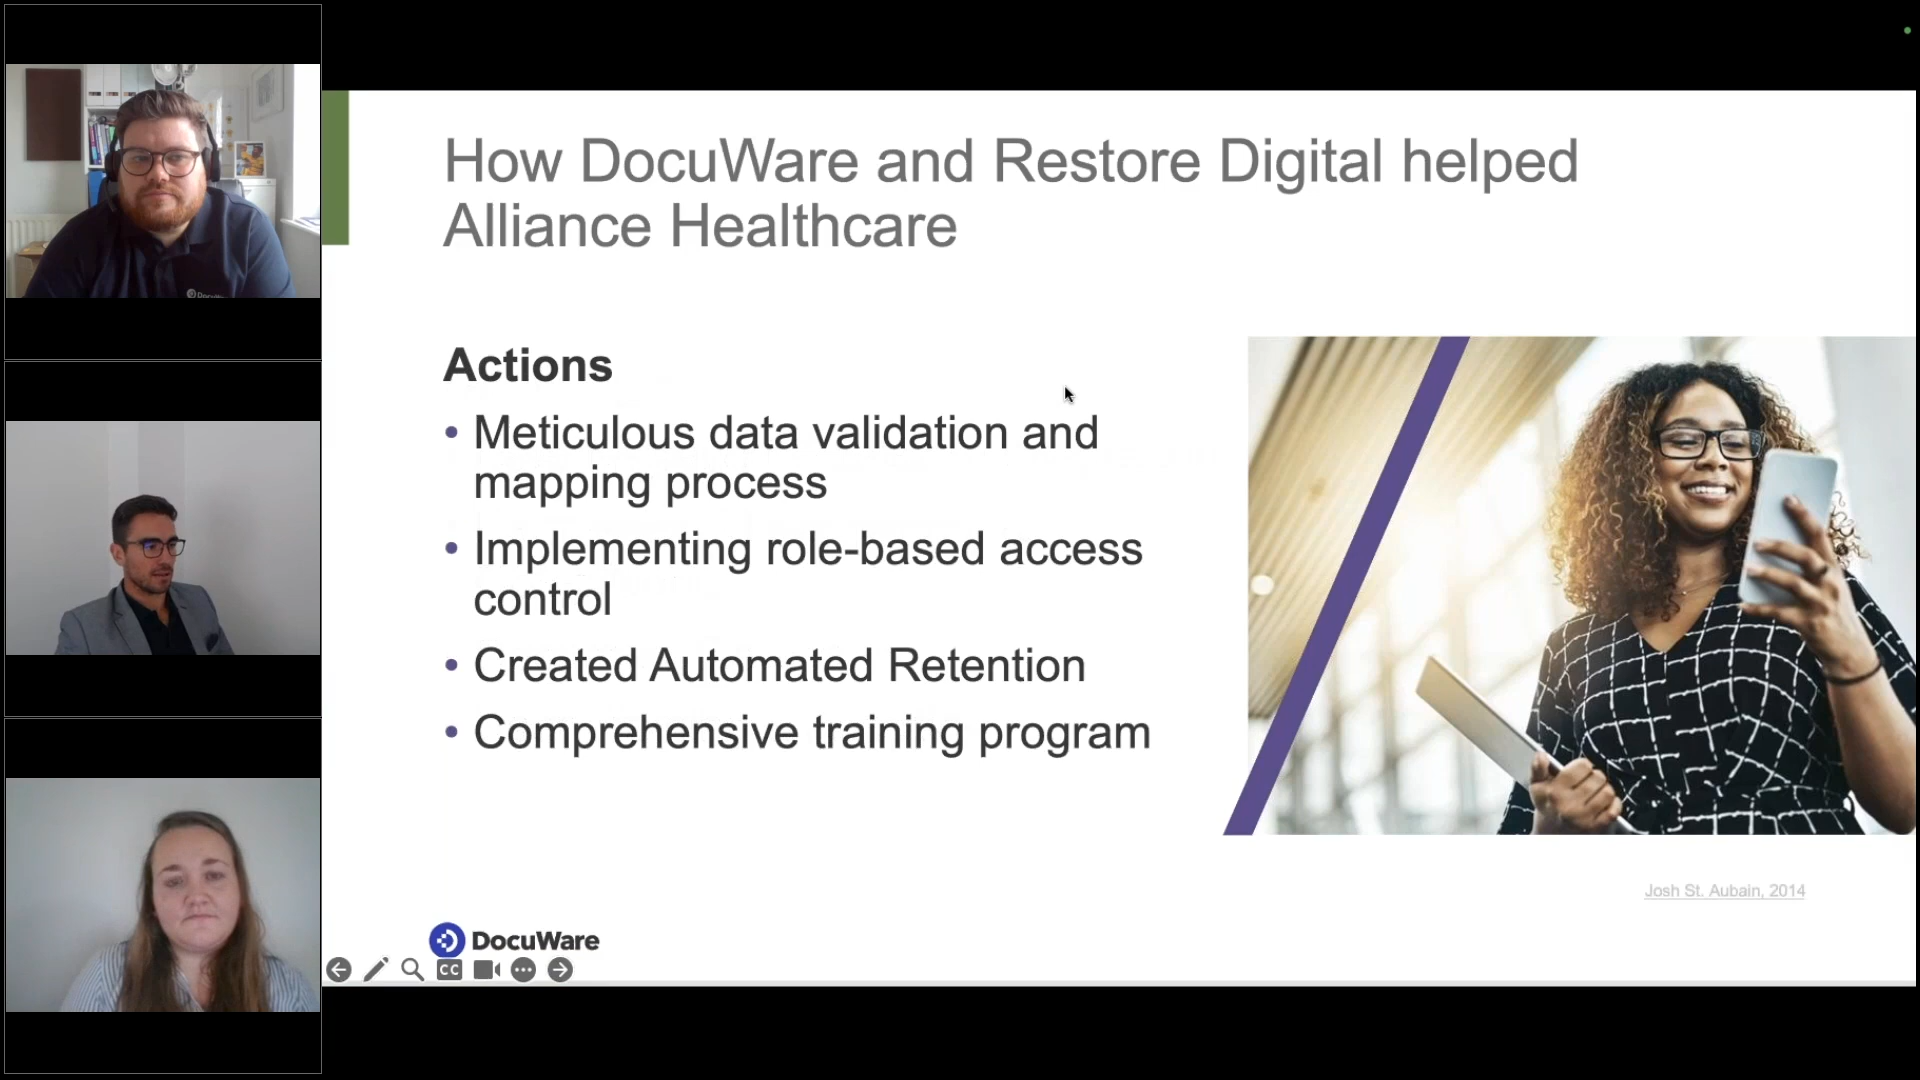 How DocuWare and Restore Digital helped
Alliance Healthcare
Actions
• Meticulous data validation and
mapping process
• Implementing role-based access
control
• Created Automated Retention
• Comprehensive training program
Josh St. Aubain, 2014
DocuWare
CC